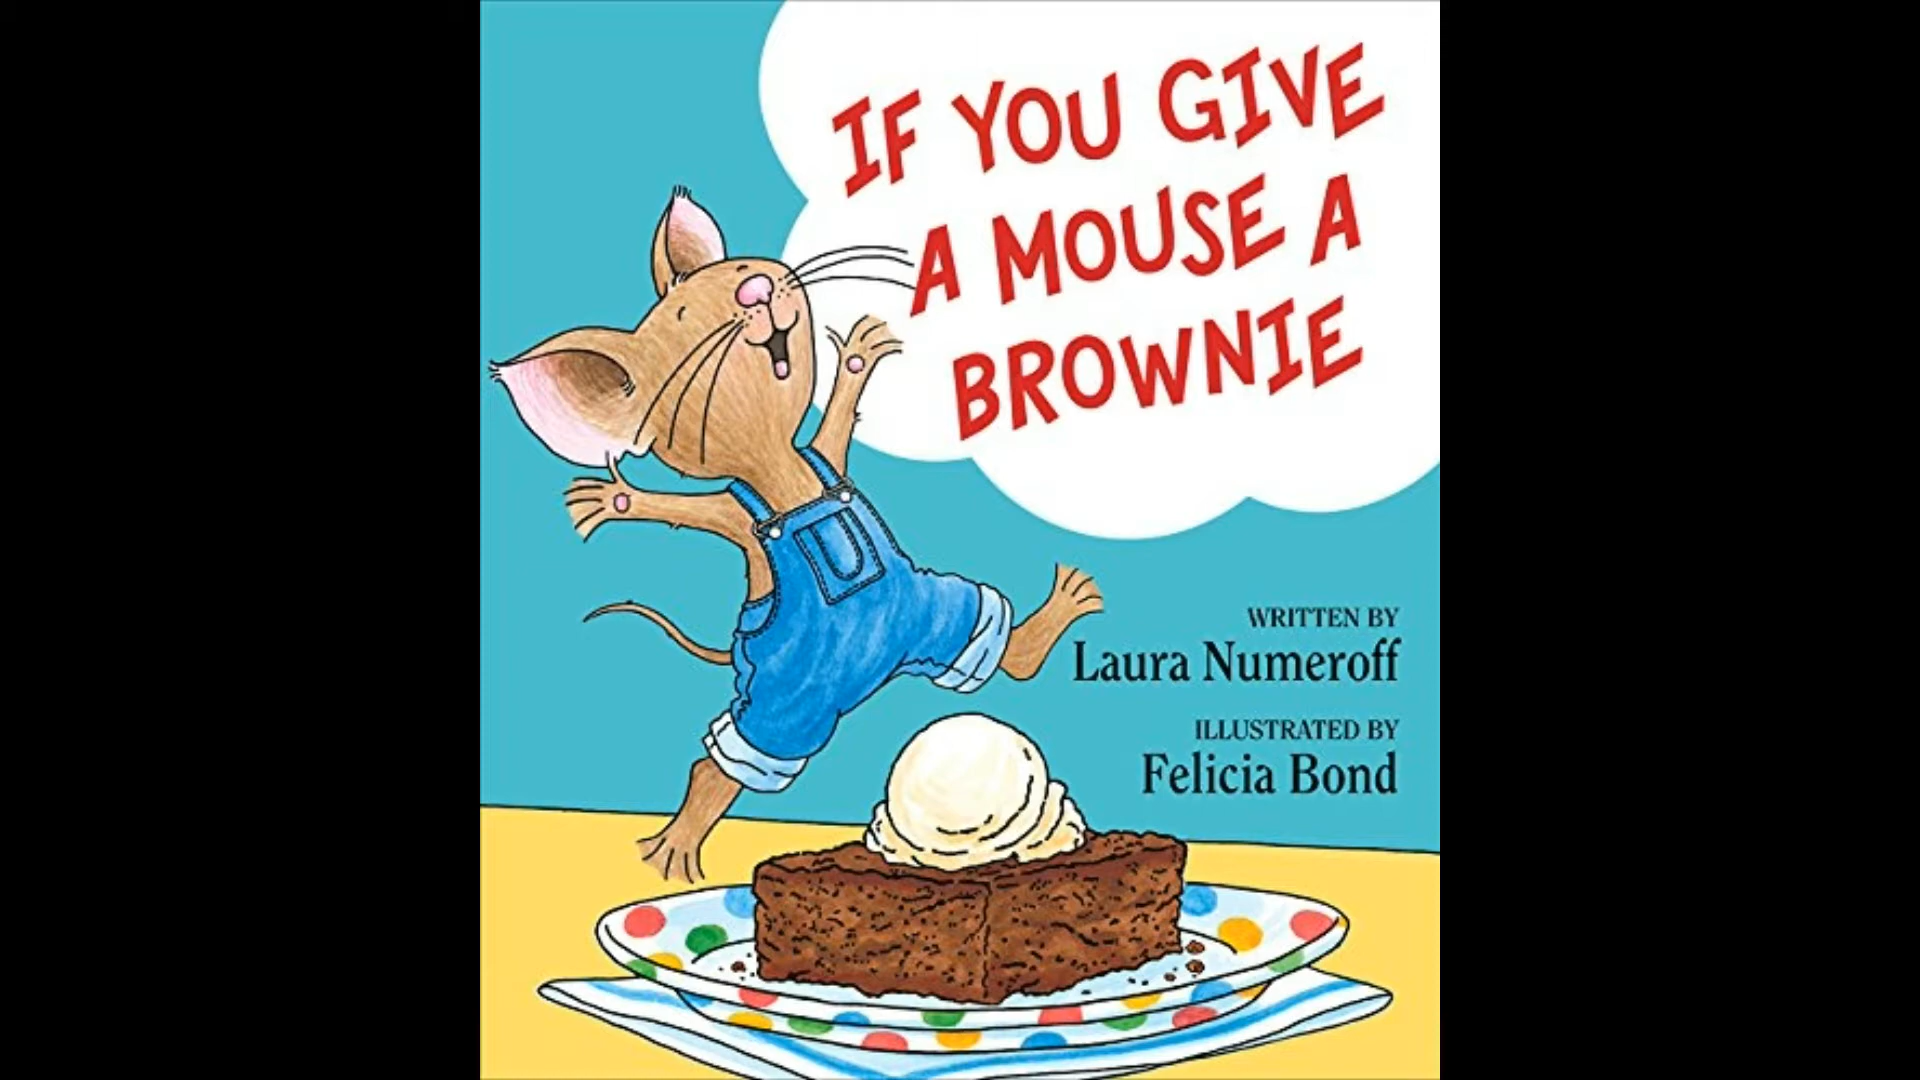 IF YOU GIVE
A MOUSE A
BROWNIE
WRITTEN BY
Laura Numeroff
ILLUSTRATED BY
Felicia Bond